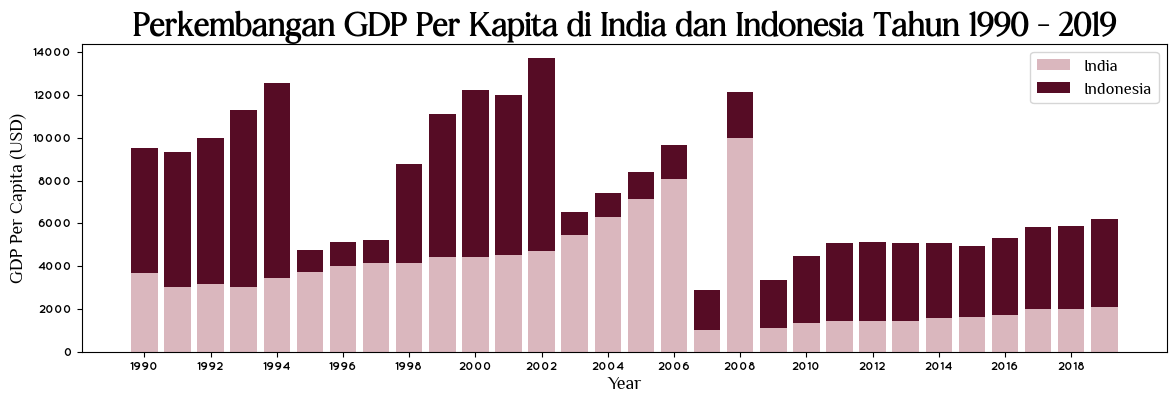 Perkembangan GDP Per Kapita di India dan Indonesia Tahun 1990 - 2019
GDP Per Capita (USD)
14000
12000
10000
8000
6000
4000
2000
0
India
Indonesia
1990 1992 1994 1996 1998 2000 2002 2004 2006 2008 2010 2012 2014 2016 2018
Year